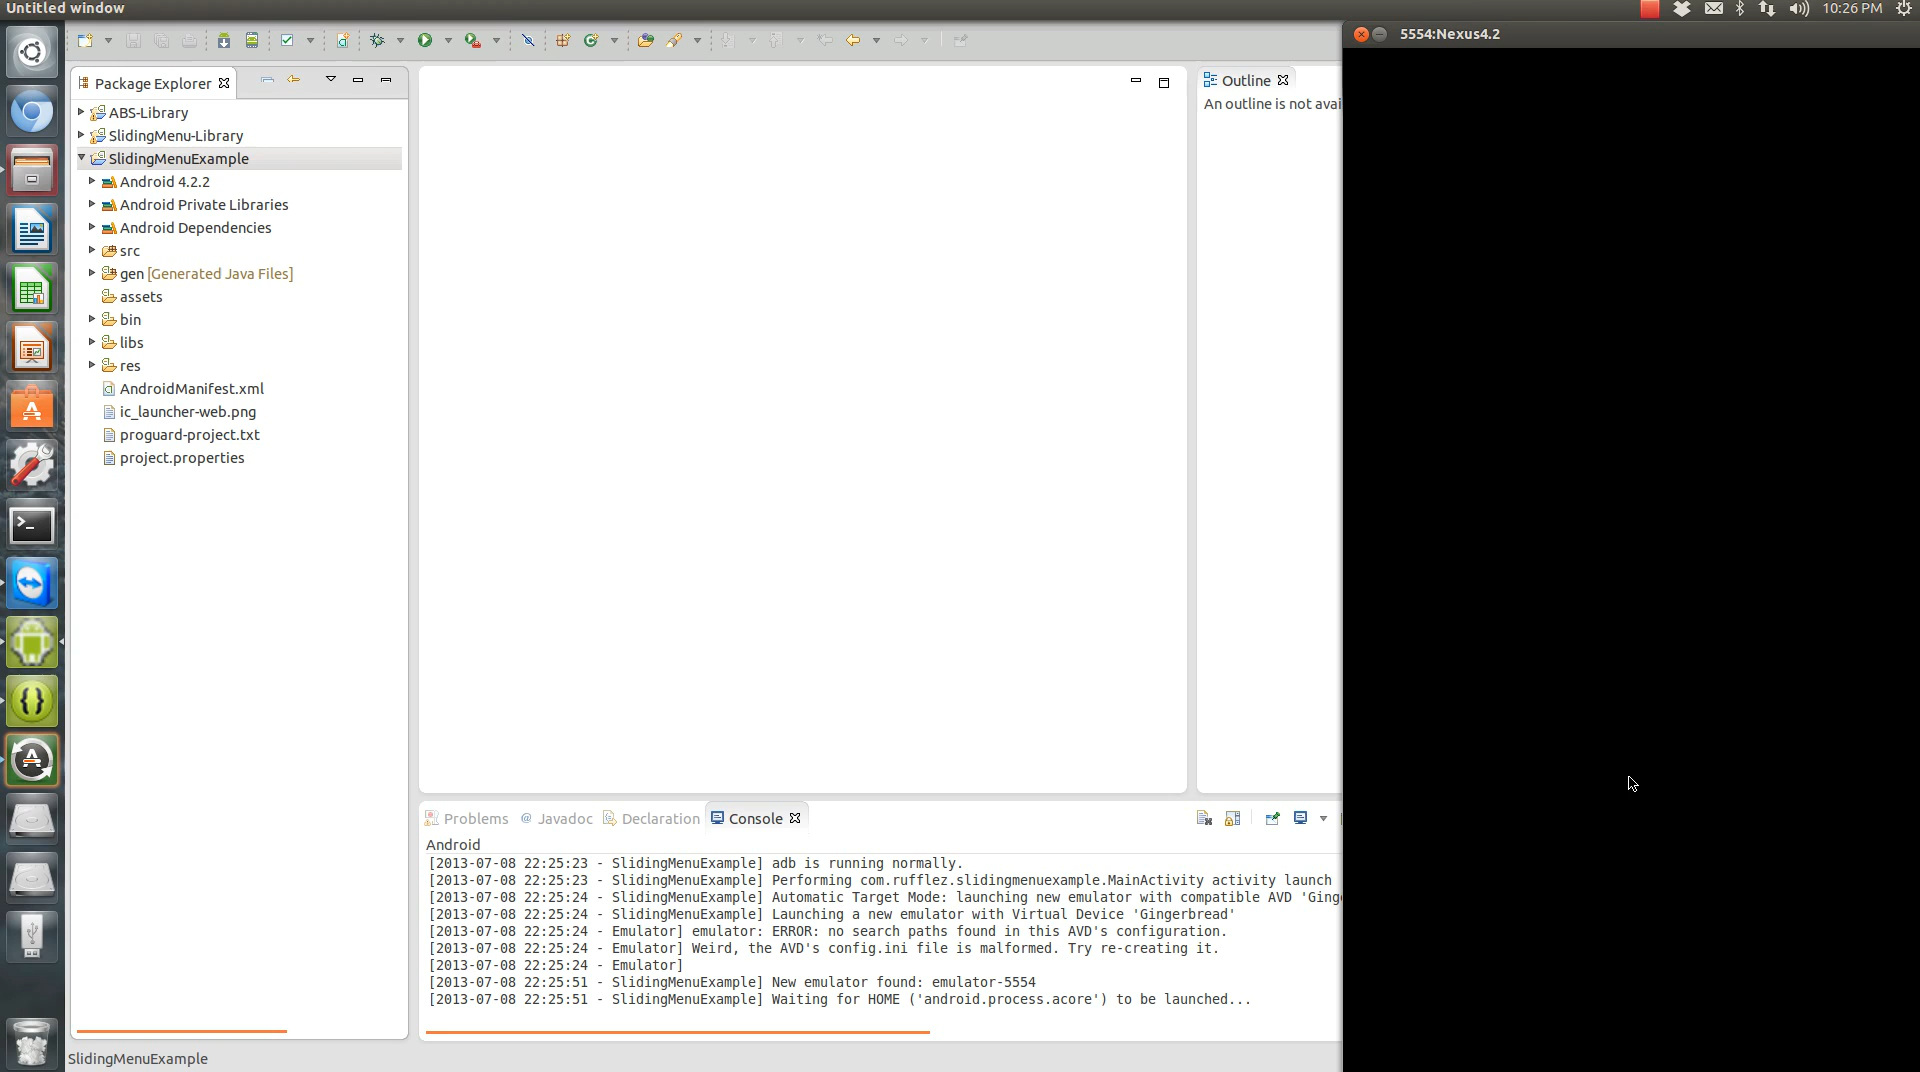 Untitled window
10:26 PM
5554:Nexus4.2
Package Explorer
ABS-Library
SlidingMenu-Library
SlidingMenuExample
Android 4.2.2
Android Private Libraries
Android Dependencies
src
gen [Generated Java Files]
assets
bin
libs
res
AndroidManifest.xml
ic_launcher-web.png
proguard-project.txt
project.properties
Outline
An outline is not avai
Problems @ Javadoc Declaration Console
Android
[2013-07-08 22:25:23 - SlidingMenuExample] adb is running normally.
[2013-07-08 22:25:23 - SlidingMenuExample] Performing com.rufflez.slidingmenuexample.MainActivity activity launch
[2013-07-08 22:25:24 - SlidingMenuExample] Automatic Target Mode: launching new emulator with compatible AVD 'Ging
[2013-07-08 22:25:24 - SlidingMenuExample] Launching a new emulator with Virtual Device 'Gingerbread'
[2013-07-08 22:25:24 - Emulator] emulator: ERROR: no search paths found in this AVD's configuration.
[2013-07-08 22:25:24 - Emulator] Weird, the AVD's config.ini file is malformed. Try re-creating it.
[2013-07-08 22:25:24 - Emulator]
[2013-07-08 22:25:51 - SlidingMenuExample] New emulator found: emulator-5554
[2013-07-08 22:25:51 - SlidingMenuExample] Waiting for HOME ('android.process.acore') to be launched...
SlidingMenuExample